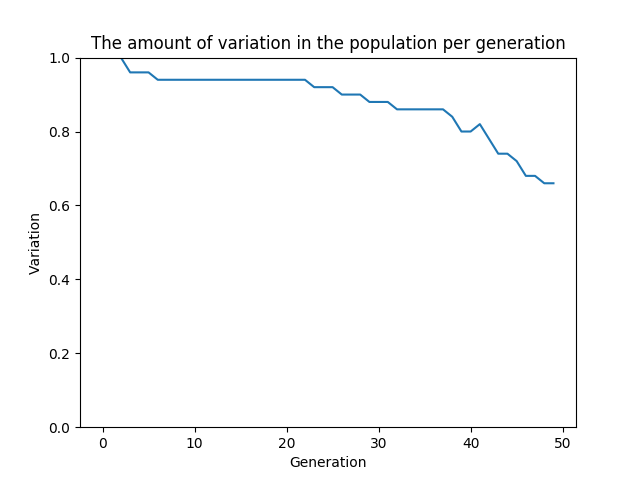 The amount of variation in the population per generation
1.0
0.8
0.6
0.4
0.2
0.0
Variation
0 10 20 30 40 50
Generation